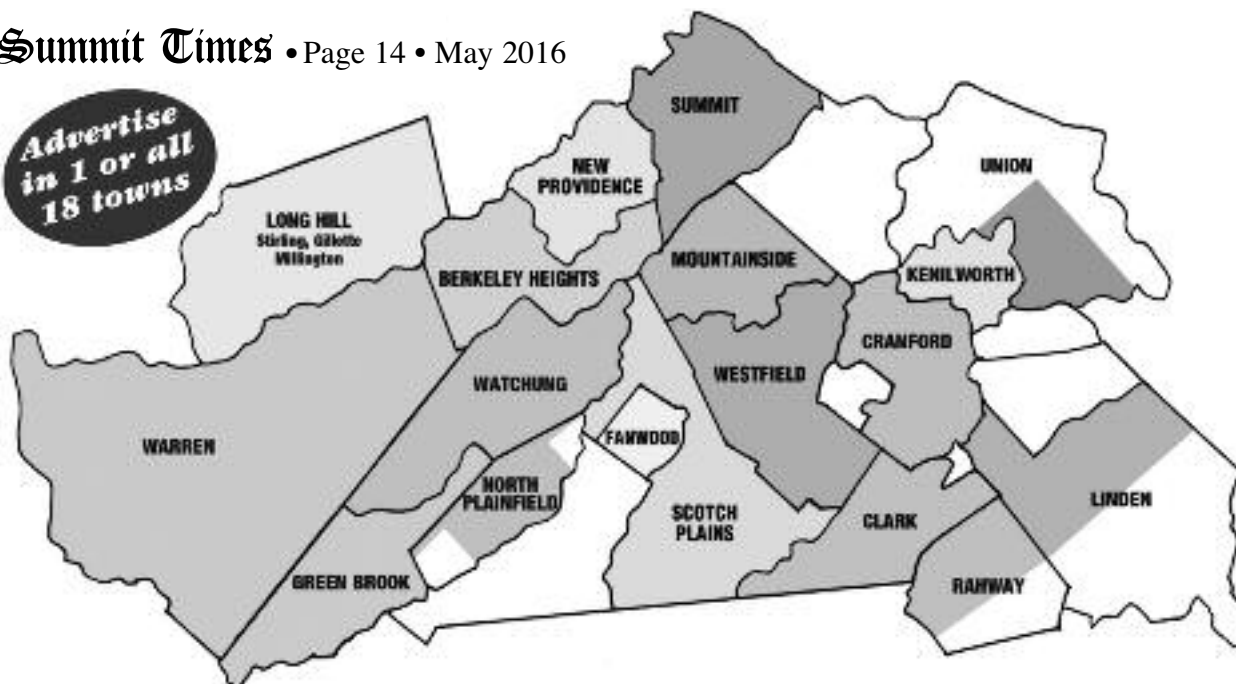 Summit Times • Page 14 • May 2016
Advertise
in 1 or all
18 towns
SUMMIT
NEW
PROVIDENCE
UNION
LONG HILL
Stirling, Gillette
Millington
BERKELEY HEIGHTS
MOUNTAINSIDE
KENILWORTH
CRANFORD
WATCHUNG
WESTFIELD
WARREN
FANWOOD
NORTH
PLAINFIELD
SCOTCH
PLAINS
CLARK
LINDEN
GREEN BROOK
RAHWAY